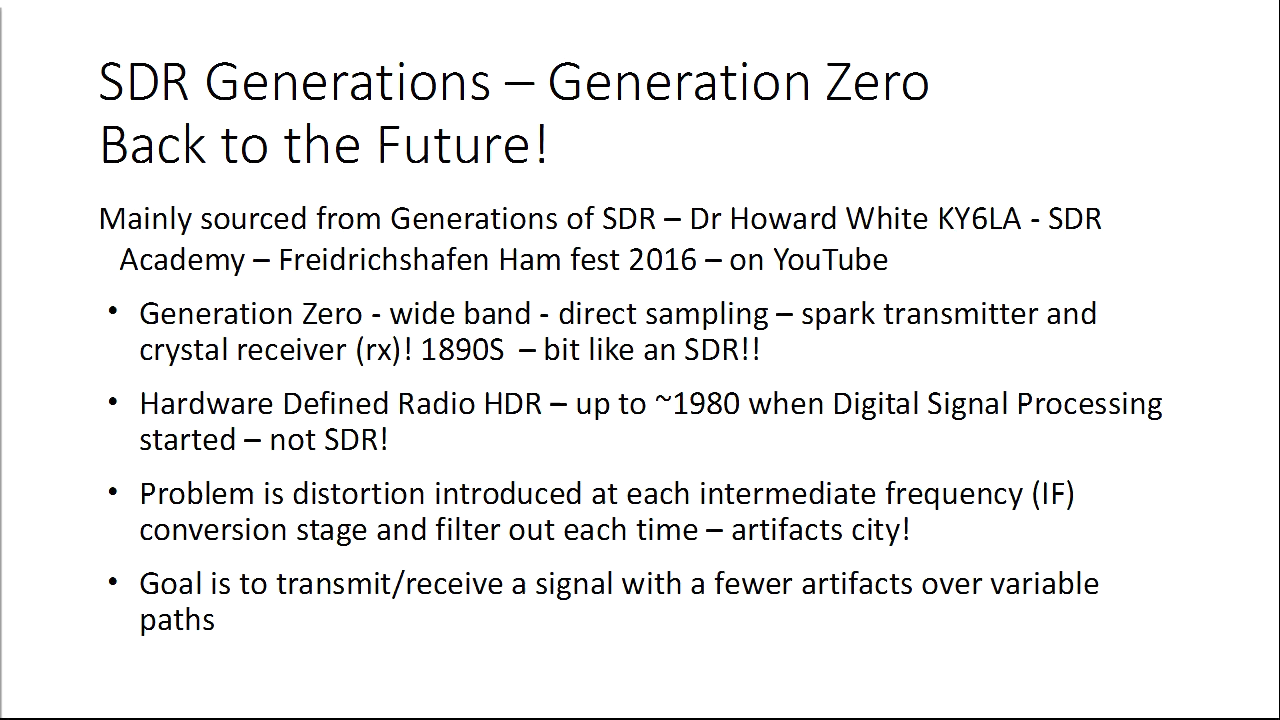 SDR Generations – Generation Zero
Back to the Future!
Mainly sourced from Generations of SDR – Dr Howard White KY6LA - SDR
Academy – Freidrichshafen Ham fest 2016 – on YouTube
• Generation Zero - wide band - direct sampling – spark transmitter and
crystal receiver (rx)! 1890S – bit like an SDR!!
• Hardware Defined Radio HDR – up to ~1980 when Digital Signal Processing
started – not SDR!
• Problem is distortion introduced at each intermediate frequency (IF)
conversion stage and filter out each time – artifacts city!
• Goal is to transmit/receive a signal with a fewer artifacts over variable
paths